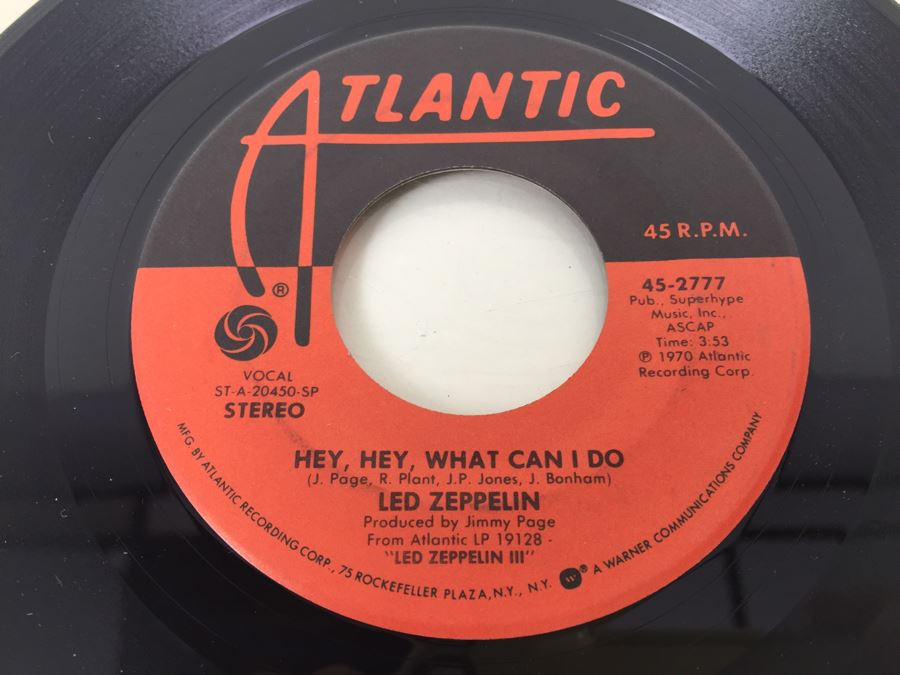 ATLANTIC
45 R.P.M.
®
45-2777
Pub., Superhype
Music, Inc.,
ASCAP
Time: 3:53
℗ 1970 Atlantic
Recording Corp.
VOCAL
ST-A-20450-SP
STEREO
HEY, HEY, WHAT CAN I DO
(J. Page, R. Plant, J.P. Jones, J. Bonham)
LED ZEPPELIN
Produced by Jimmy Page
From Atlantic LP 19128 -
"LED ZEPPELIN III"
MFG. BY ATLANTIC RECORDING CORP., 75 ROCKEFELLER PLAZA, N.Y., N.Y. ® A WARNER COMMUNICATIONS COMPANY